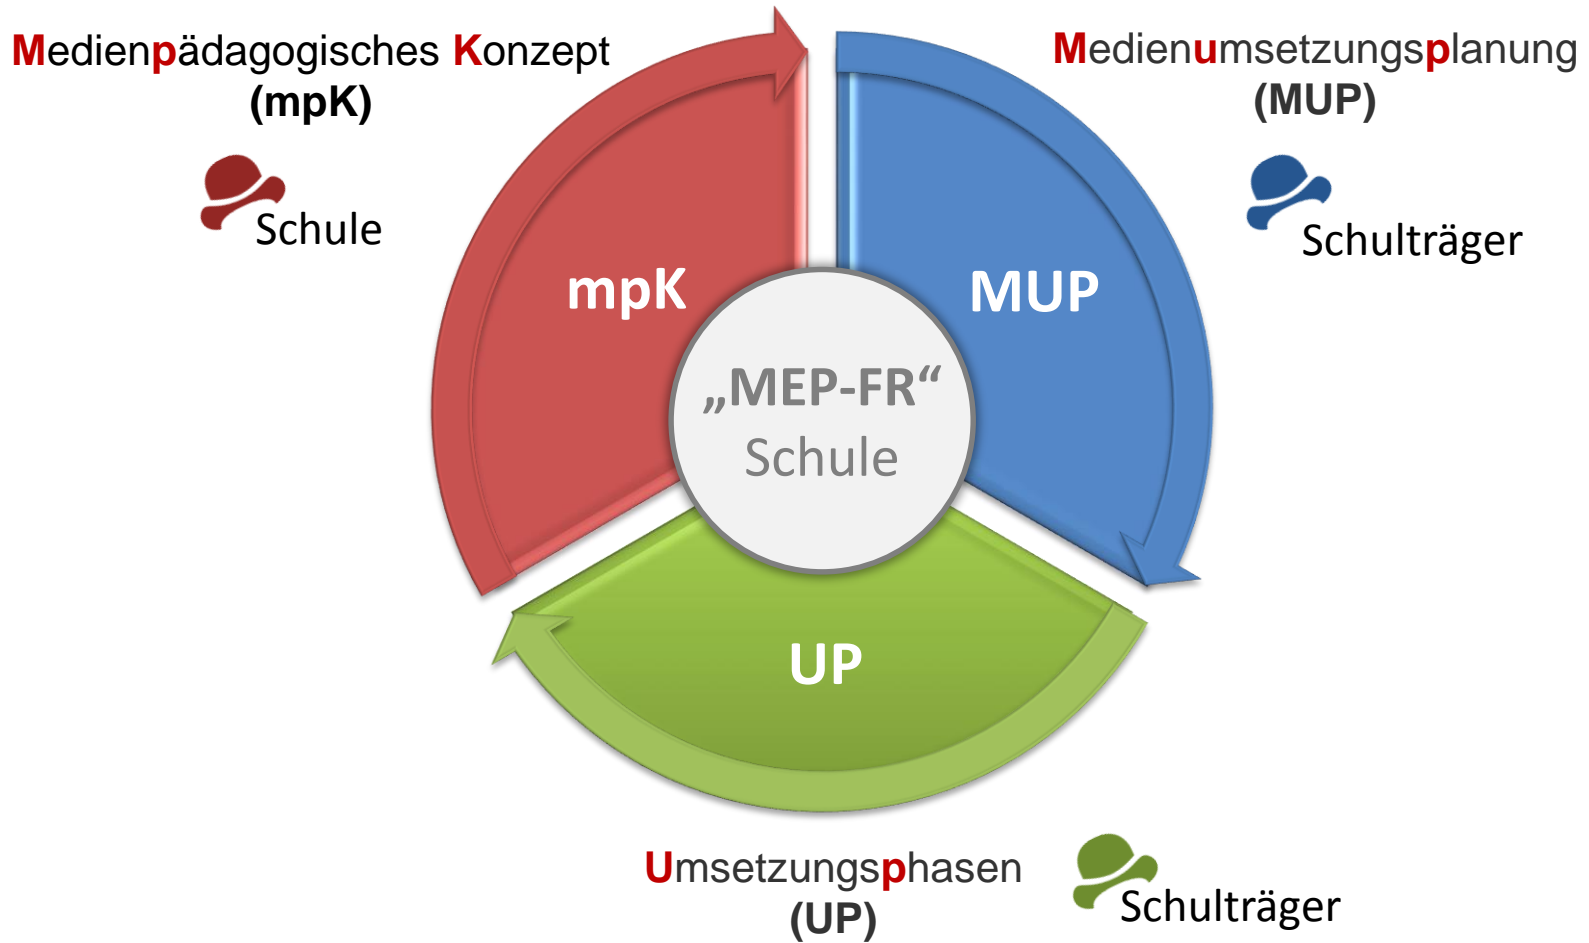 Medienpädagogisches Konzept
(mpK)
Schule
Medienumsetzungsplanung
(MUP)
Schulträger
mpK
MUP
„MEP-FR“
Schule
UP
Umsetzungsphasen
(UP)
Schulträger